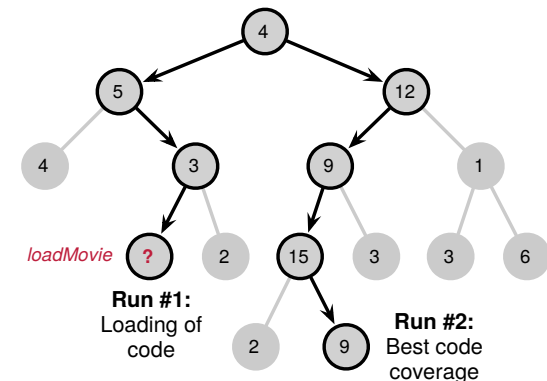 4
5
12
4
3
9
1
loadMovie
?
2
15
3
3
6
Run #1:
Loading of
code
2
9
Run #2:
Best code
coverage